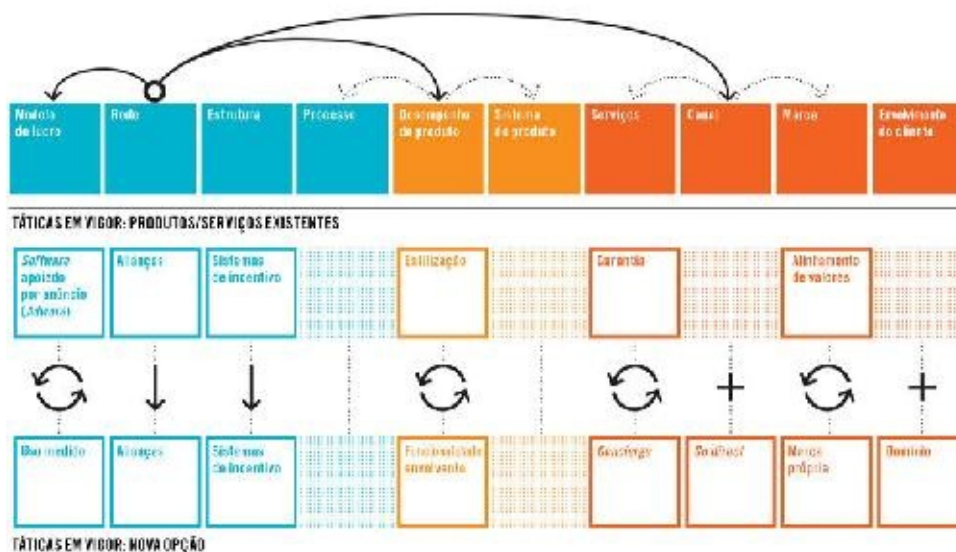 Modelo
de lucro
Rede
Estrutura
Processo
Desempenho
de produto
Sistema
de produto
Serviços
Canal
Marca
Envolvimento
do cliente
TÁTICAS EM VIGOR: PRODUTOS/SERVIÇOS EXISTENTES
Software
apoiado
por anúncio
(Adware)
Alianças
Sistemas
de incentivo
Estilização
Garantia
Alinhamento
de valores
Uso medido
Alianças
Sistemas
de incentivo
Funcionalidade
envolvente
Concierge
Go direct
Marca
própria
Domínio
TÁTICAS EM VIGOR: NOVA OPÇÃO